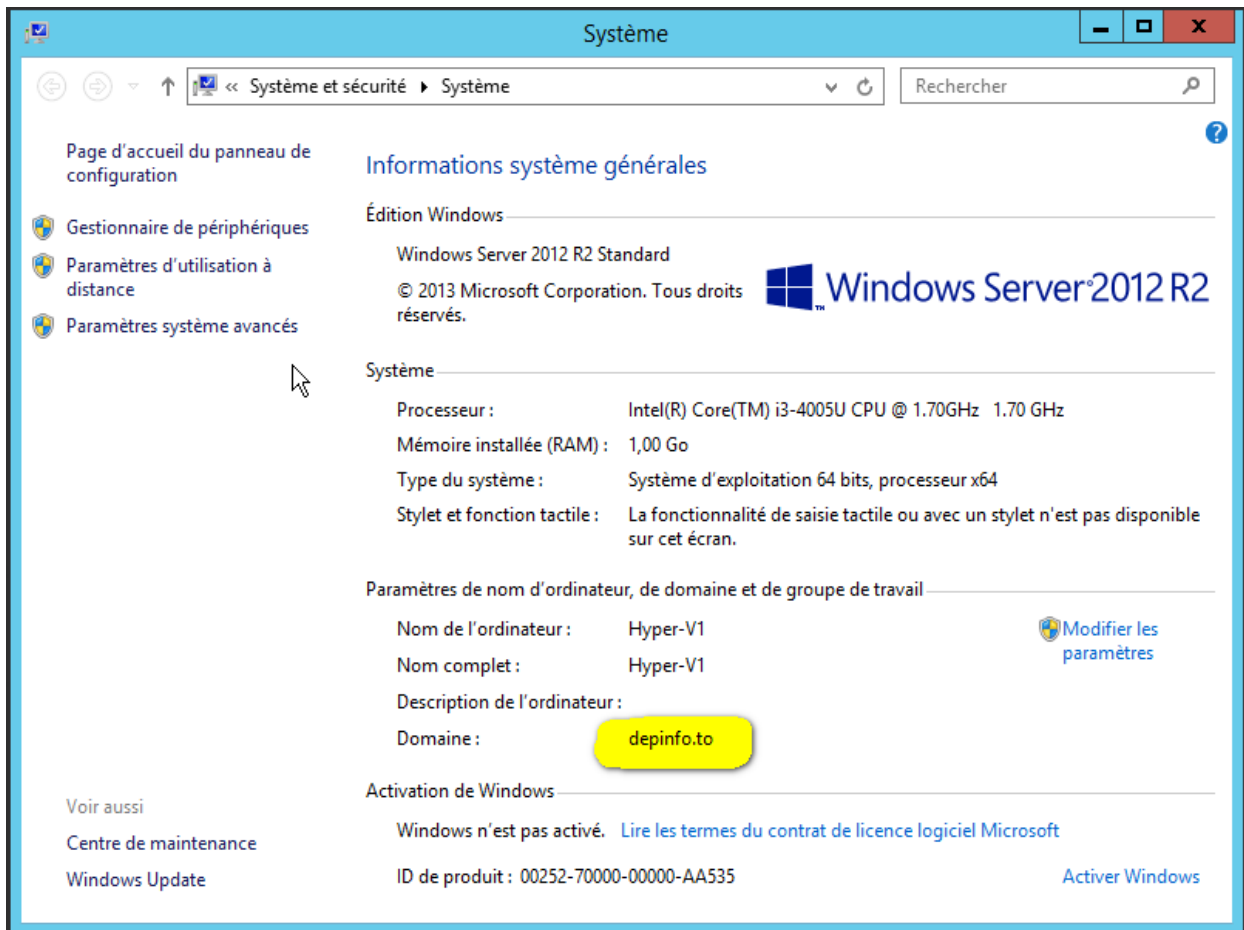 Système
« Système et sécurité ▸ Système
Rechercher
Page d'accueil du panneau de
configuration
Gestionnaire de périphériques
Paramètres d'utilisation à
distance
Paramètres système avancés
Informations système générales
Édition Windows
Windows Server 2012 R2 Standard
© 2013 Microsoft Corporation. Tous droits
réservés.
Windows Server 2012 R2
Système
Processeur : Intel(R) Core(TM) i3-4005U CPU @ 1.70GHz 1.70 GHz
Mémoire installée (RAM) : 1,00 Go
Type du système : Système d'exploitation 64 bits, processeur x64
Stylet et fonction tactile : La fonctionnalité de saisie tactile ou avec un stylet n'est pas disponible
sur cet écran.
Paramètres de nom d'ordinateur, de domaine et de groupe de travail
Nom de l'ordinateur : Hyper-V1
Modifier les
paramètres
Nom complet : Hyper-V1
Description de l'ordinateur :
Domaine : depinfo.to
Activation de Windows
Windows n'est pas activé. Lire les termes du contrat de licence logiciel Microsoft
ID de produit : 00252-70000-00000-AA535 Activer Windows
Voir aussi
Centre de maintenance
Windows Update